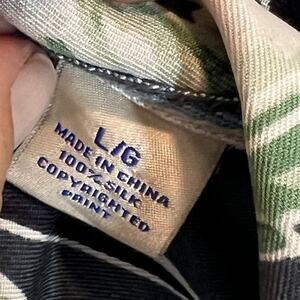 L/G
MADE IN CHINA
100% SILK
COPYRIGHTED
PRINT